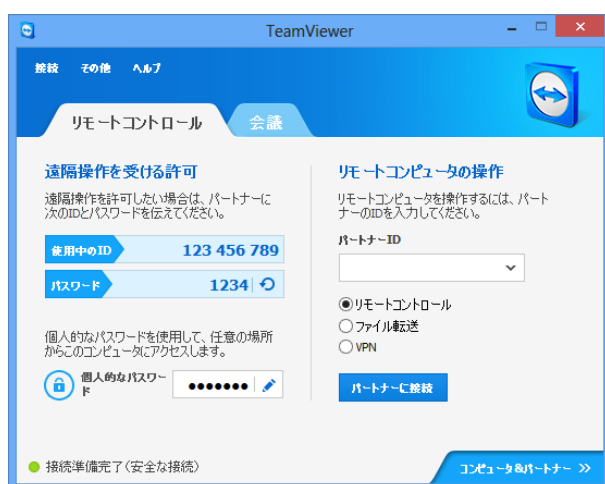 TeamViewer
接続 その他 ヘルプ
リモートコントロール 会議
遠隔操作を受ける許可
遠隔操作を許可したい場合は、パートナーに
次のIDとパスワードを伝えてください。
使用中のID 123 456 789
パスワード 1234
個人的なパスワードを使用して、任意の場所
からこのコンピュータにアクセスします。
個人的なパスワー
ド
リモートコンピュータの操作
リモートコンピュータを操作するには、パート
ナーのIDを入力してください。
パートナーID
リモートコントロール
ファイル転送
VPN
パートナーに接続
接続準備完了(安全な接続)
コンピュータ&パートナー >>